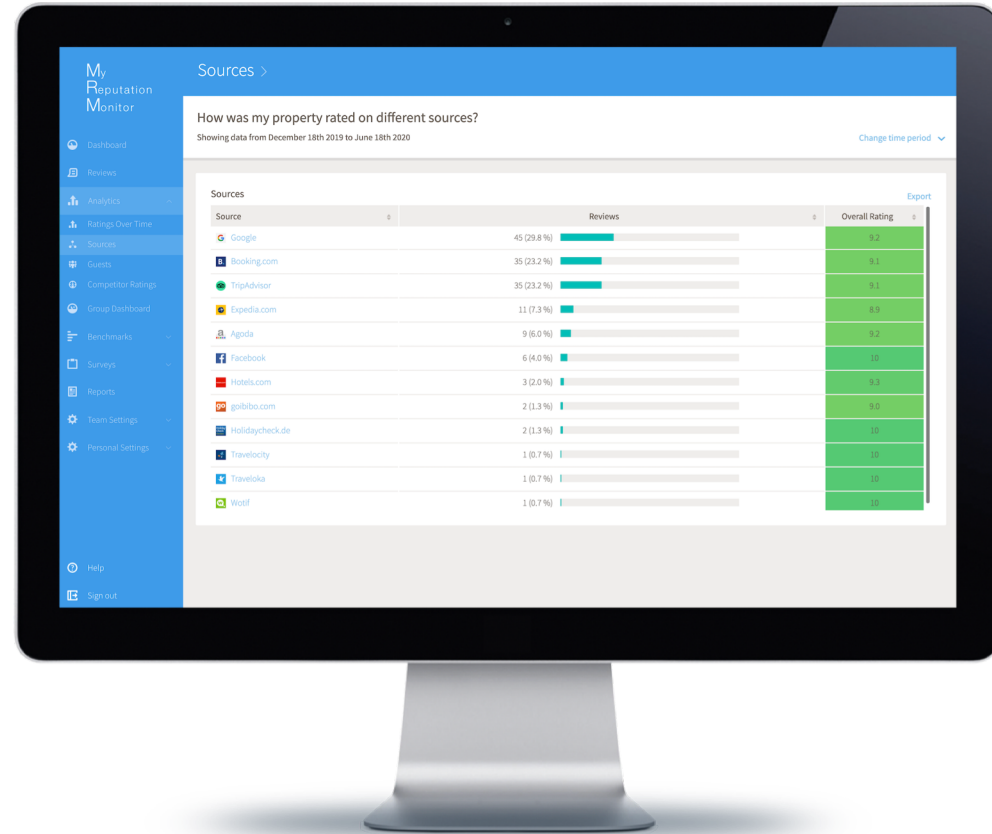 My
Reputation
Monitor
Dashboard
Reviews
Analytics
Ratings Over Time
Sources
Guests
Competitor Ratings
Group Dashboard
Benchmarks
Surveys
Reports
Team Settings
Personal Settings
Help
Sign out
Sources >
How was my property rated on different sources?
Showing data from December 18th 2019 to June 18th 2020
Change time period
Sources
Export
Source Reviews Overall Rating
Google 45 (29.8 %) 9.2
B. Booking.com 35 (23.2 %) 9.1
TripAdvisor 35 (23.2 %) 9.1
Expedia.com 11 (7.3 %) 8.9
a Agoda 9 (6.0 %) 9.2
f Facebook 6 (4.0 %) 10
Hotels.com 3 (2.0 %) 9.3
go goibibo.com 2 (1.3 %) 9.0
Holidaycheck.de 2 (1.3 %) 10
Travelocity 1 (0.7 %) 10
Traveloka 1 (0.7 %) 10
Wotif 1 (0.7 %) 10